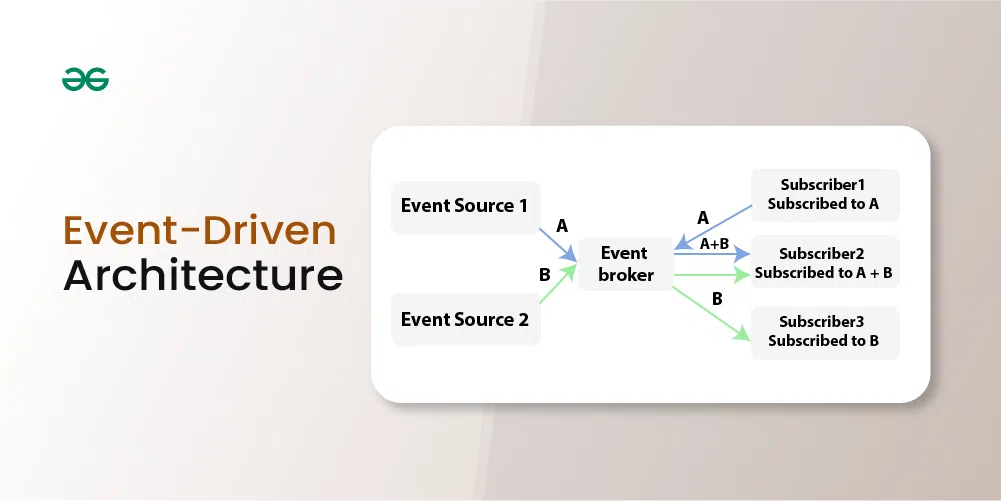 Event-Driven
Architecture
Event Source 1
Event Source 2
A
B
Event
broker
A
A+B
B
Subscriber1
Subscribed to A
Subscriber2
Subscribed to A + B
Subscriber3
Subscribed to B